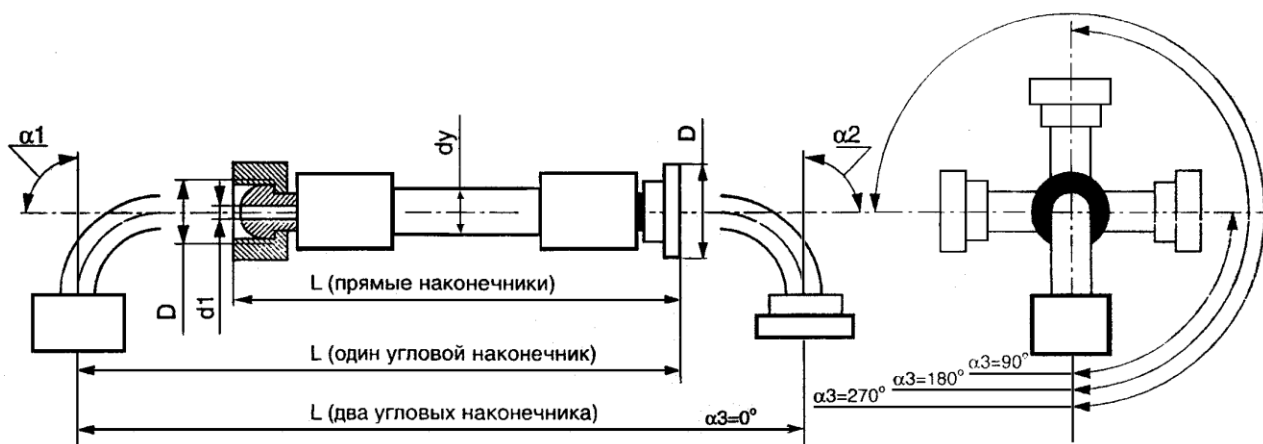 α1
dy
D
α2
D
d1
L (прямые наконечники)
L (один угловой наконечник)
L (два угловых наконечника)
α3=0°
α3=90°
α3=180°
α3=270°